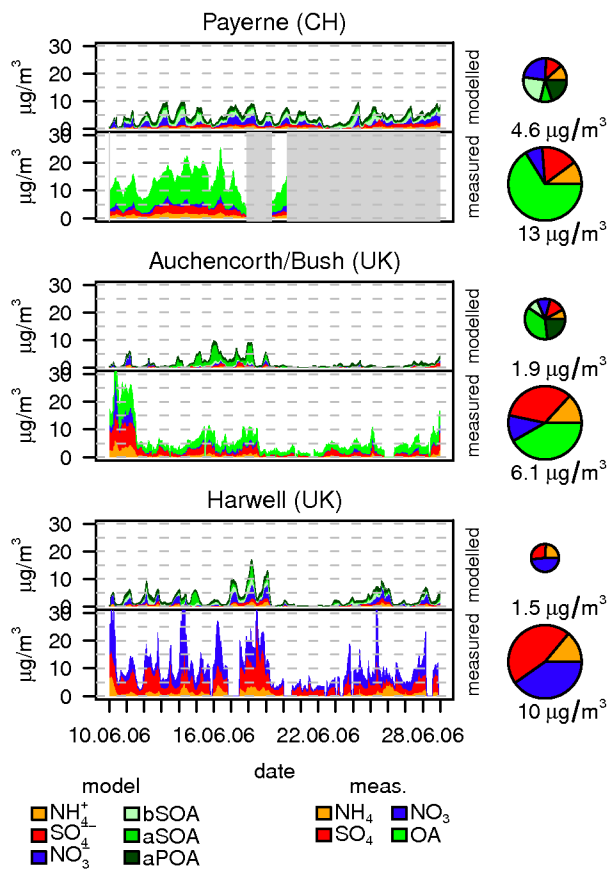 Payerne (CH)
μg/m³
30
20
10
0
modelled
4.6 μg/m³
μg/m³
30
20
10
0
measured
13 μg/m³
Auchencorth/Bush (UK)
μg/m³
30
20
10
0
modelled
1.9 μg/m³
μg/m³
30
20
10
0
measured
6.1 μg/m³
Harwell (UK)
μg/m³
30
20
10
0
modelled
1.5 μg/m³
μg/m³
30
20
10
0
measured
10 μg/m³
10.06.06 16.06.06 22.06.06 28.06.06
date
model meas.
NH₄⁺ bSOA NH₄ NO₃
SO₄⁻ aSOA SO₄ OA
NO₃⁻ aPOA